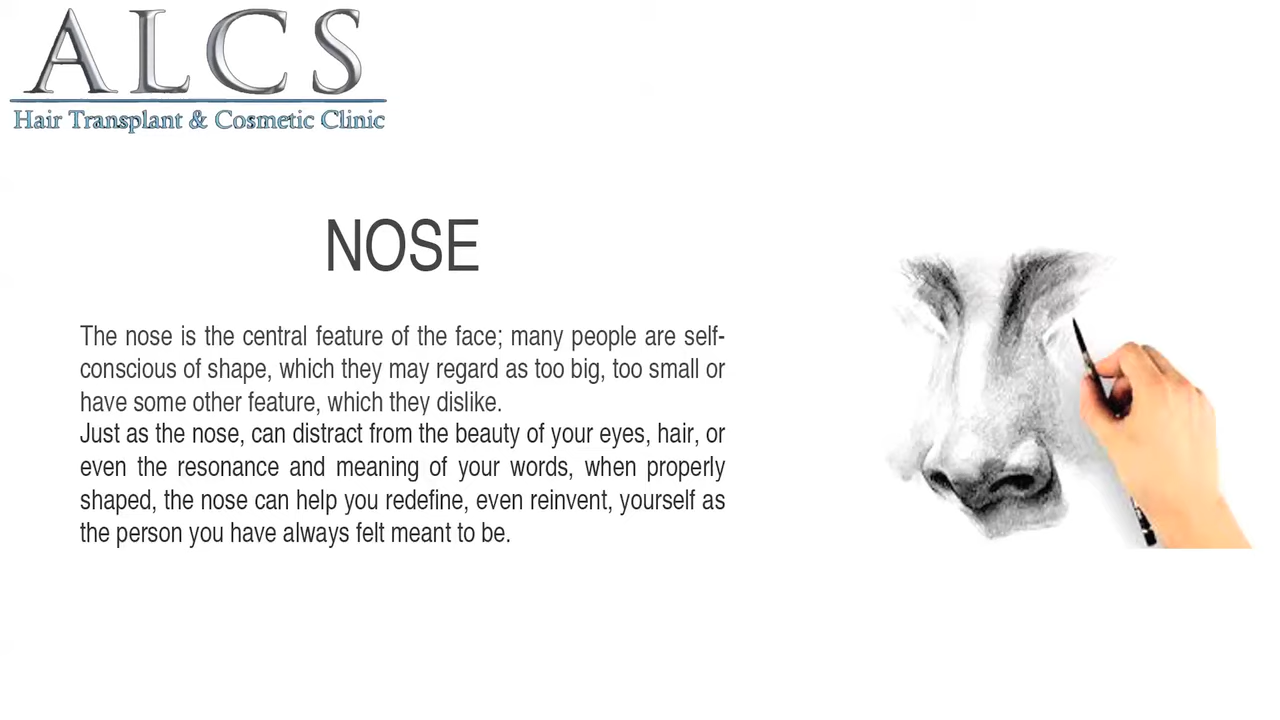 ALCS
Hair Transplant & Cosmetic Clinic
NOSE
The nose is the central feature of the face; many people are self-
conscious of shape, which they may regard as too big, too small or
have some other feature, which they dislike.
Just as the nose, can distract from the beauty of your eyes, hair, or
even the resonance and meaning of your words, when properly
shaped, the nose can help you redefine, even reinvent, yourself as
the person you have always felt meant to be.